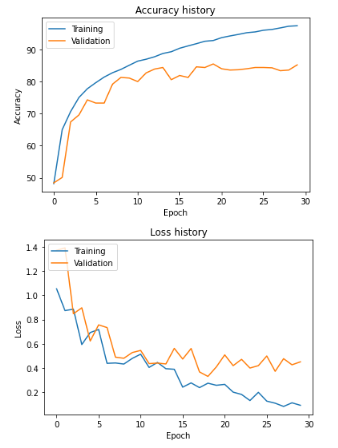 Accuracy history
Training
Validation
90
80
70
60
50
Accuracy
0 5 10 15 20 25 30
Epoch
Loss history
Training
Validation
1.4
1.2
1.0
0.8
0.6
0.4
0.2
Loss
0 5 10 15 20 25 30
Epoch